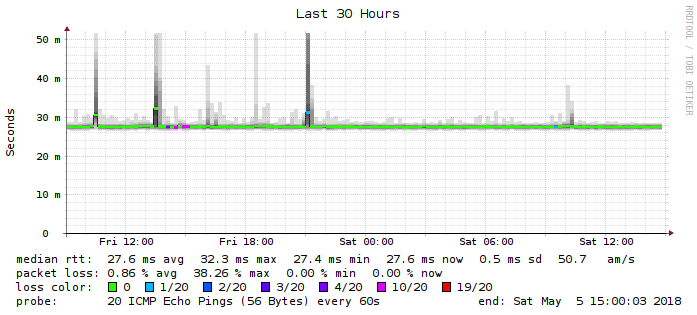 Last 30 Hours
RRDTOOL / TOBI OETIKER
Seconds
50 m
40 m
30 m
20 m
10 m
0
Fri 12:00 Fri 18:00 Sat 00:00 Sat 06:00 Sat 12:00
median rtt: 27.6 ms avg 32.3 ms max 27.4 ms min 27.6 ms now 0.5 ms sd 50.7 am/s
packet loss: 0.86 % avg 38.26 % max 0.00 % min 0.00 % now
loss color: 0 1/20 2/20 3/20 4/20 10/20 19/20
probe: 20 ICMP Echo Pings (56 Bytes) every 60s end: Sat May 5 15:00:03 2018